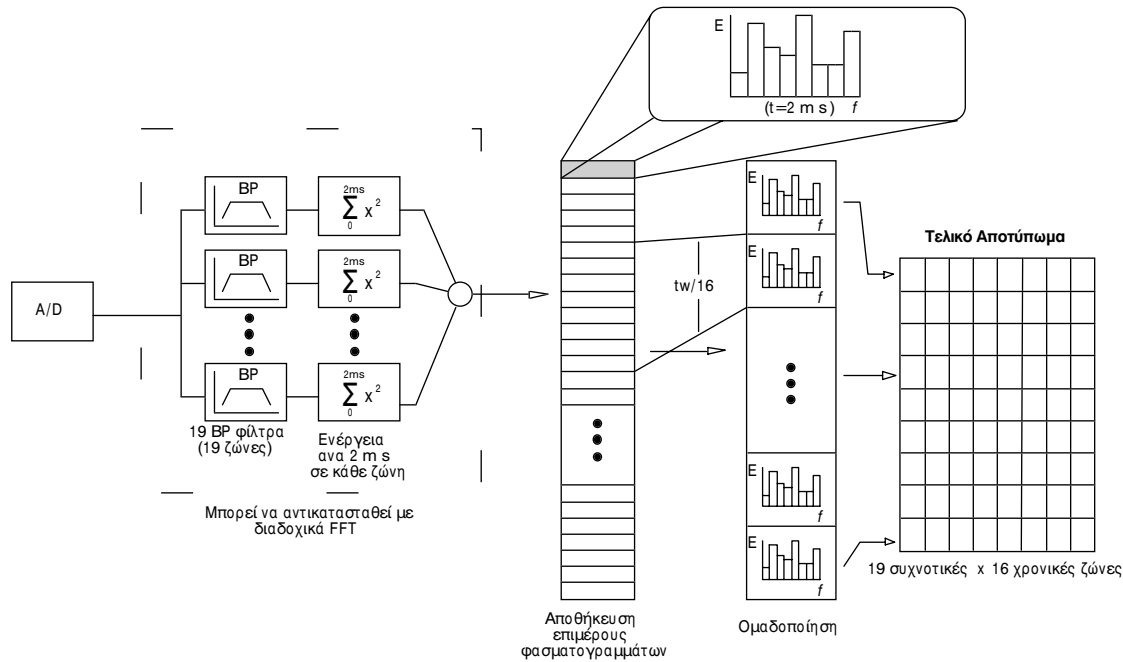 E
(t=2 ms) f
BP
2ms
Σ x²
0
BP
2ms
Σ x²
0
BP
2ms
Σ x²
0
A/D
19 BP φίλτρα
(19 ζώνες)
Ενέργεια
ανα 2 ms
σε κάθε ζώνη
Μπορεί να αντικατασταθεί με
διαδοχικά FFT
tw/16
E
f
E
f
E
f
E
f
Τελικό Αποτύπωμα
19 συχνοτικές x 16 χρονικές ζώνες
Αποθήκευση
επιμέρους
φασματογραμμάτων
Ομαδοποίηση